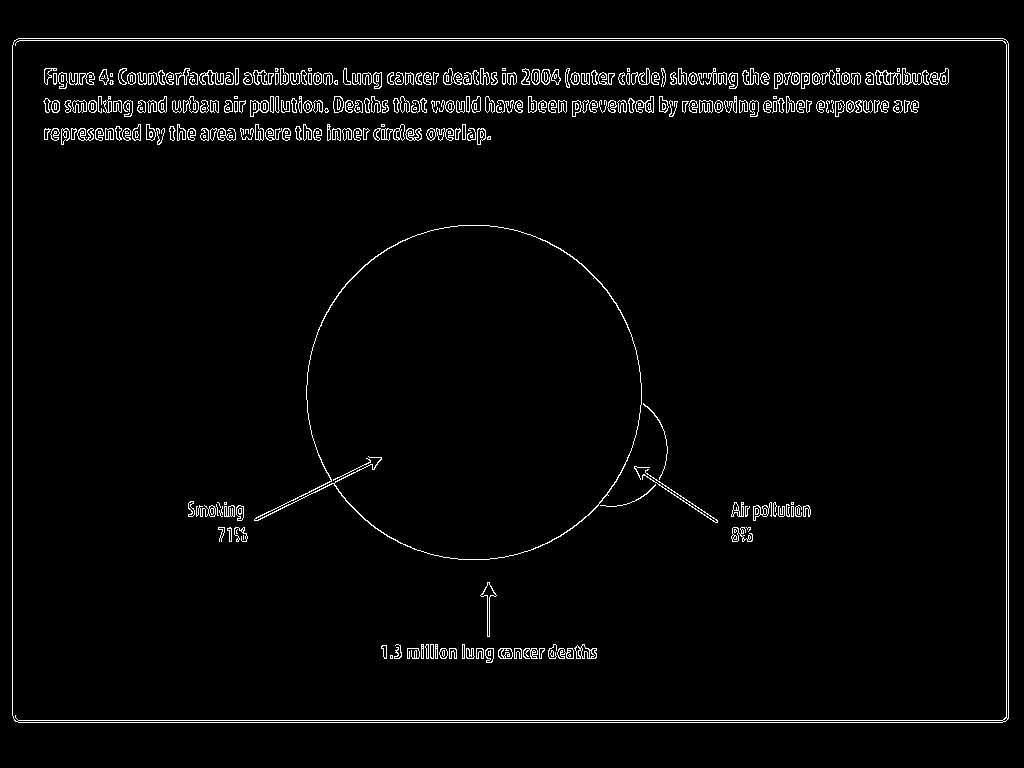 Figure 4: Counterfactual attribution. Lung cancer deaths in 2004 (outer circle) showing the proportion attributed
to smoking and urban air pollution. Deaths that would have been prevented by removing either exposure are
represented by the area where the inner circles overlap.
Smoking
71%
Air pollution
8%
1.3 million lung cancer deaths